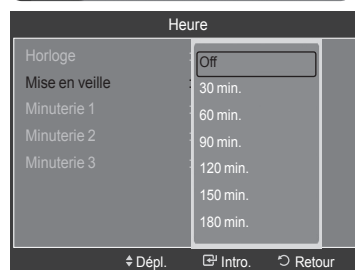 Heure
Horloge :
Mise en veille :
Minuterie 1 :
Minuterie 2 :
Minuterie 3 :
Off
30 min.
60 min.
90 min.
120 min.
150 min.
180 min.
Dépl. Intro. Retour